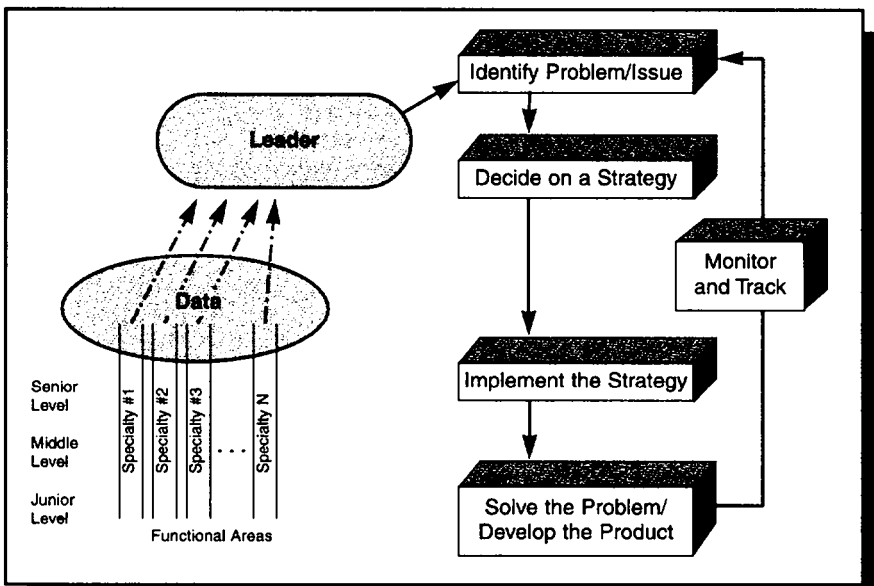 Identify Problem/Issue
Leader
Decide on a Strategy
Monitor
and Track
Data
Implement the Strategy
Senior
Level
Middle
Level
Junior
Level
Specialty #1
Specialty #2
Specialty #3
. . . .
Specialty N
Functional Areas
Solve the Problem/
Develop the Product